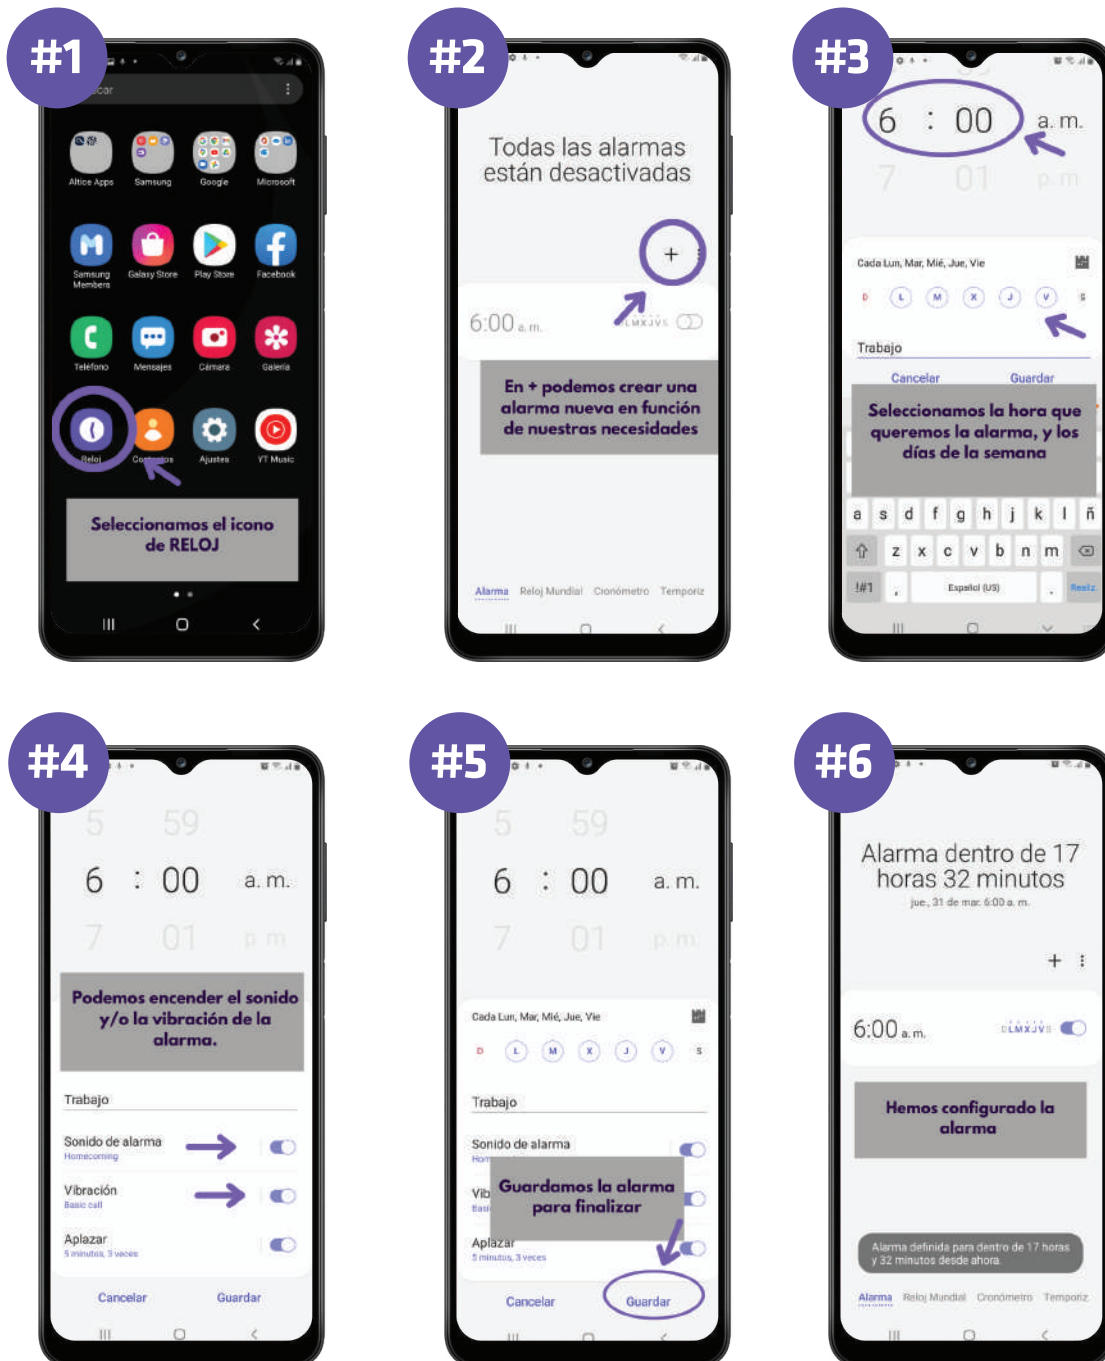 #1
car
Altice Apps
Samsung
Google
Microsoft
Samsung
Members
Galaxy Store
Play Store
Facebook
Teléfono
Mensajes
Cámara
Galería
Reloj
Contactos
Ajustes
YT Music
Seleccionamos el icono
de RELOJ
#2
Todas las alarmas
están desactivadas
+
6:00 a. m.
LMXJVS
En + podemos crear una
alarma nueva en función
de nuestras necesidades
Alarma Reloj Mundial Cronómetro Temporiz
#3
6 : 00 a. m.
7 01 p. m
Cada Lun, Mar, Mié, Jue, Vie
D L M X J V S
Trabajo
Cancelar Guardar
Seleccionamos la hora que
queremos la alarma, y los
días de la semana
a s d f g h j k l ñ
z x c v b n m
!#1 , Español (US) . Realiz.
#4
5 59
6 : 00 a. m.
7 01 p. m
Podemos encender el sonido
y/o la vibración de la
alarma.
Trabajo
Sonido de alarma
Homecoming
Vibración
Basic call
Aplazar
5 minutos, 3 veces
Cancelar Guardar
#5
5 59
6 : 00 a. m.
7 01 p. m.
Cada Lun, Mar, Mié, Jue, Vie
D L M X J V S
Trabajo
Sonido de alarma
Hom
Vib
Basi
Guardamos la alarma
para finalizar
Aplazar
5 minutos, 3 veces
Cancelar Guardar
#6
Alarma dentro de 17
horas 32 minutos
jue., 31 de mar. 6:00 a. m.
+
6:00 a. m.
DLMXJVS
Hemos configurado la
alarma
Alarma definida para dentro de 17 horas
y 32 minutos desde ahora.
Alarma Reloj Mundial Cronómetro Temporiz.